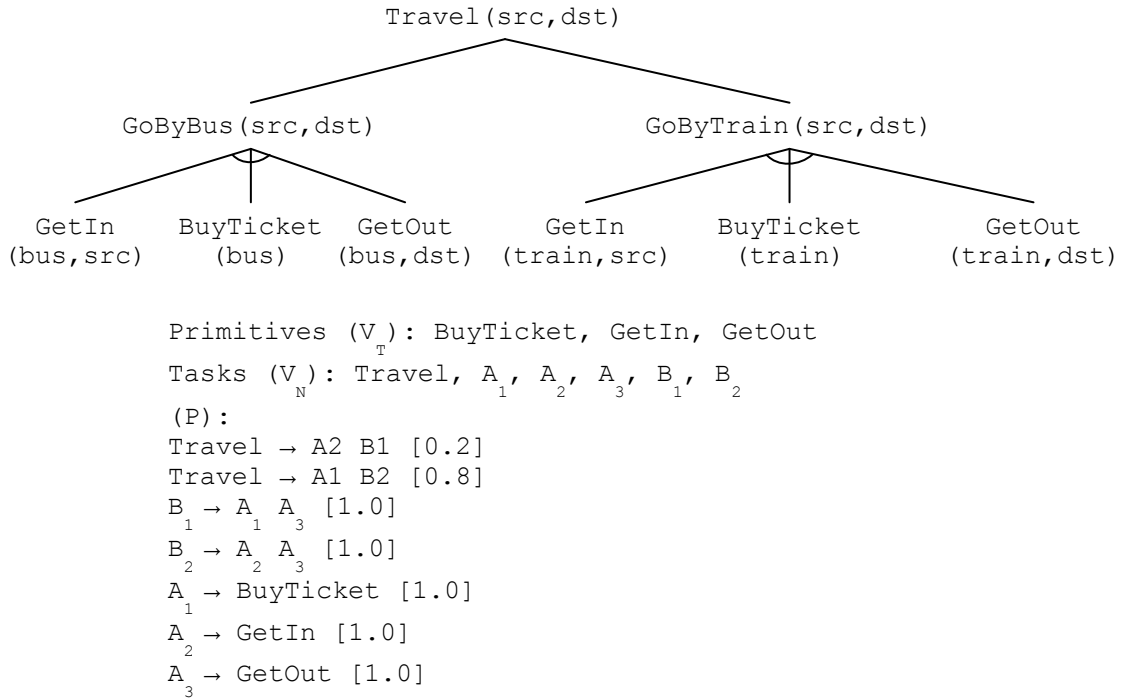 Travel(src,dst)
GoByBus(src,dst) GoByTrain(src,dst)
GetIn BuyTicket GetOut GetIn BuyTicket GetOut
(bus,src) (bus) (bus,dst) (train,src) (train) (train,dst)
Primitives (V_T): BuyTicket, GetIn, GetOut
Tasks (V_N): Travel, A_1, A_2, A_3, B_1, B_2
(P):
Travel → A2 B1 [0.2]
Travel → A1 B2 [0.8]
B_1 → A_1 A_3 [1.0]
B_2 → A_2 A_3 [1.0]
A_1 → BuyTicket [1.0]
A_2 → GetIn [1.0]
A_3 → GetOut [1.0]